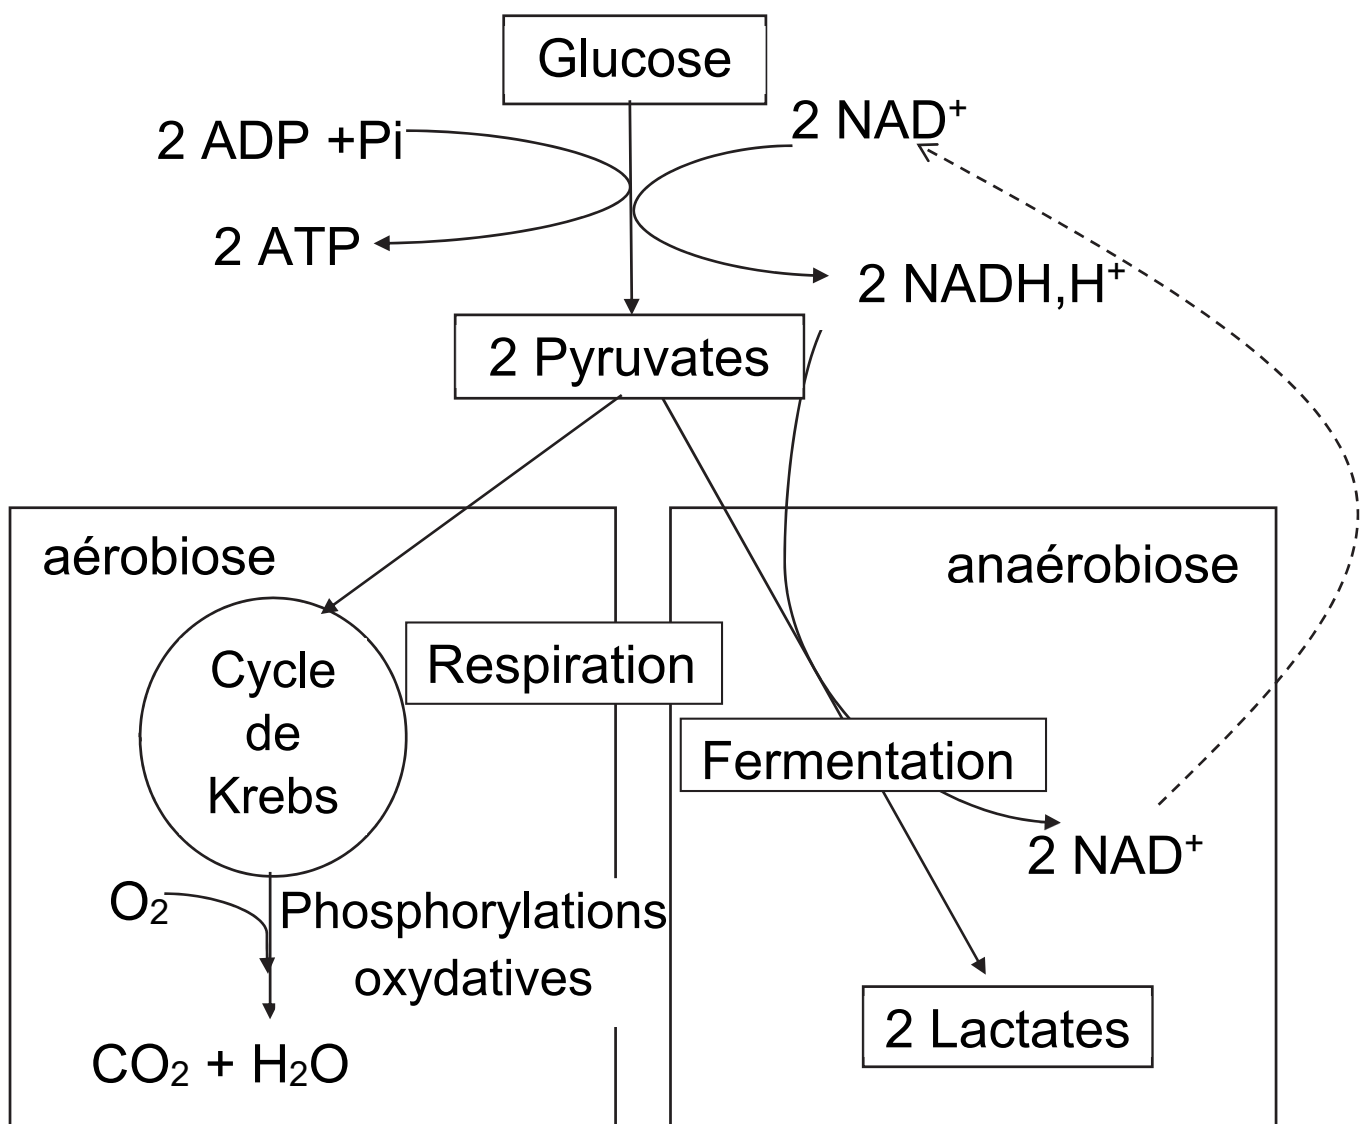 Glucose
2 ADP +Pi
2 NAD⁺
2 ATP
2 NADH,H⁺
2 Pyruvates
aérobiose
anaérobiose
Cycle
de
Krebs
Respiration
Fermentation
2 NAD⁺
O₂
Phosphorylations
oxydatives
2 Lactates
CO₂ + H₂O